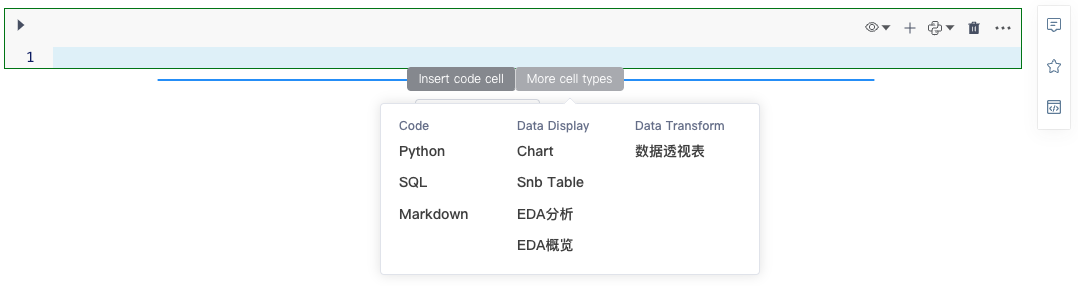 1
Insert code cell
More cell types
Code
Data Display
Data Transform
Python
Chart
数据透视表
SQL
Snb Table
Markdown
EDA分析
EDA概览